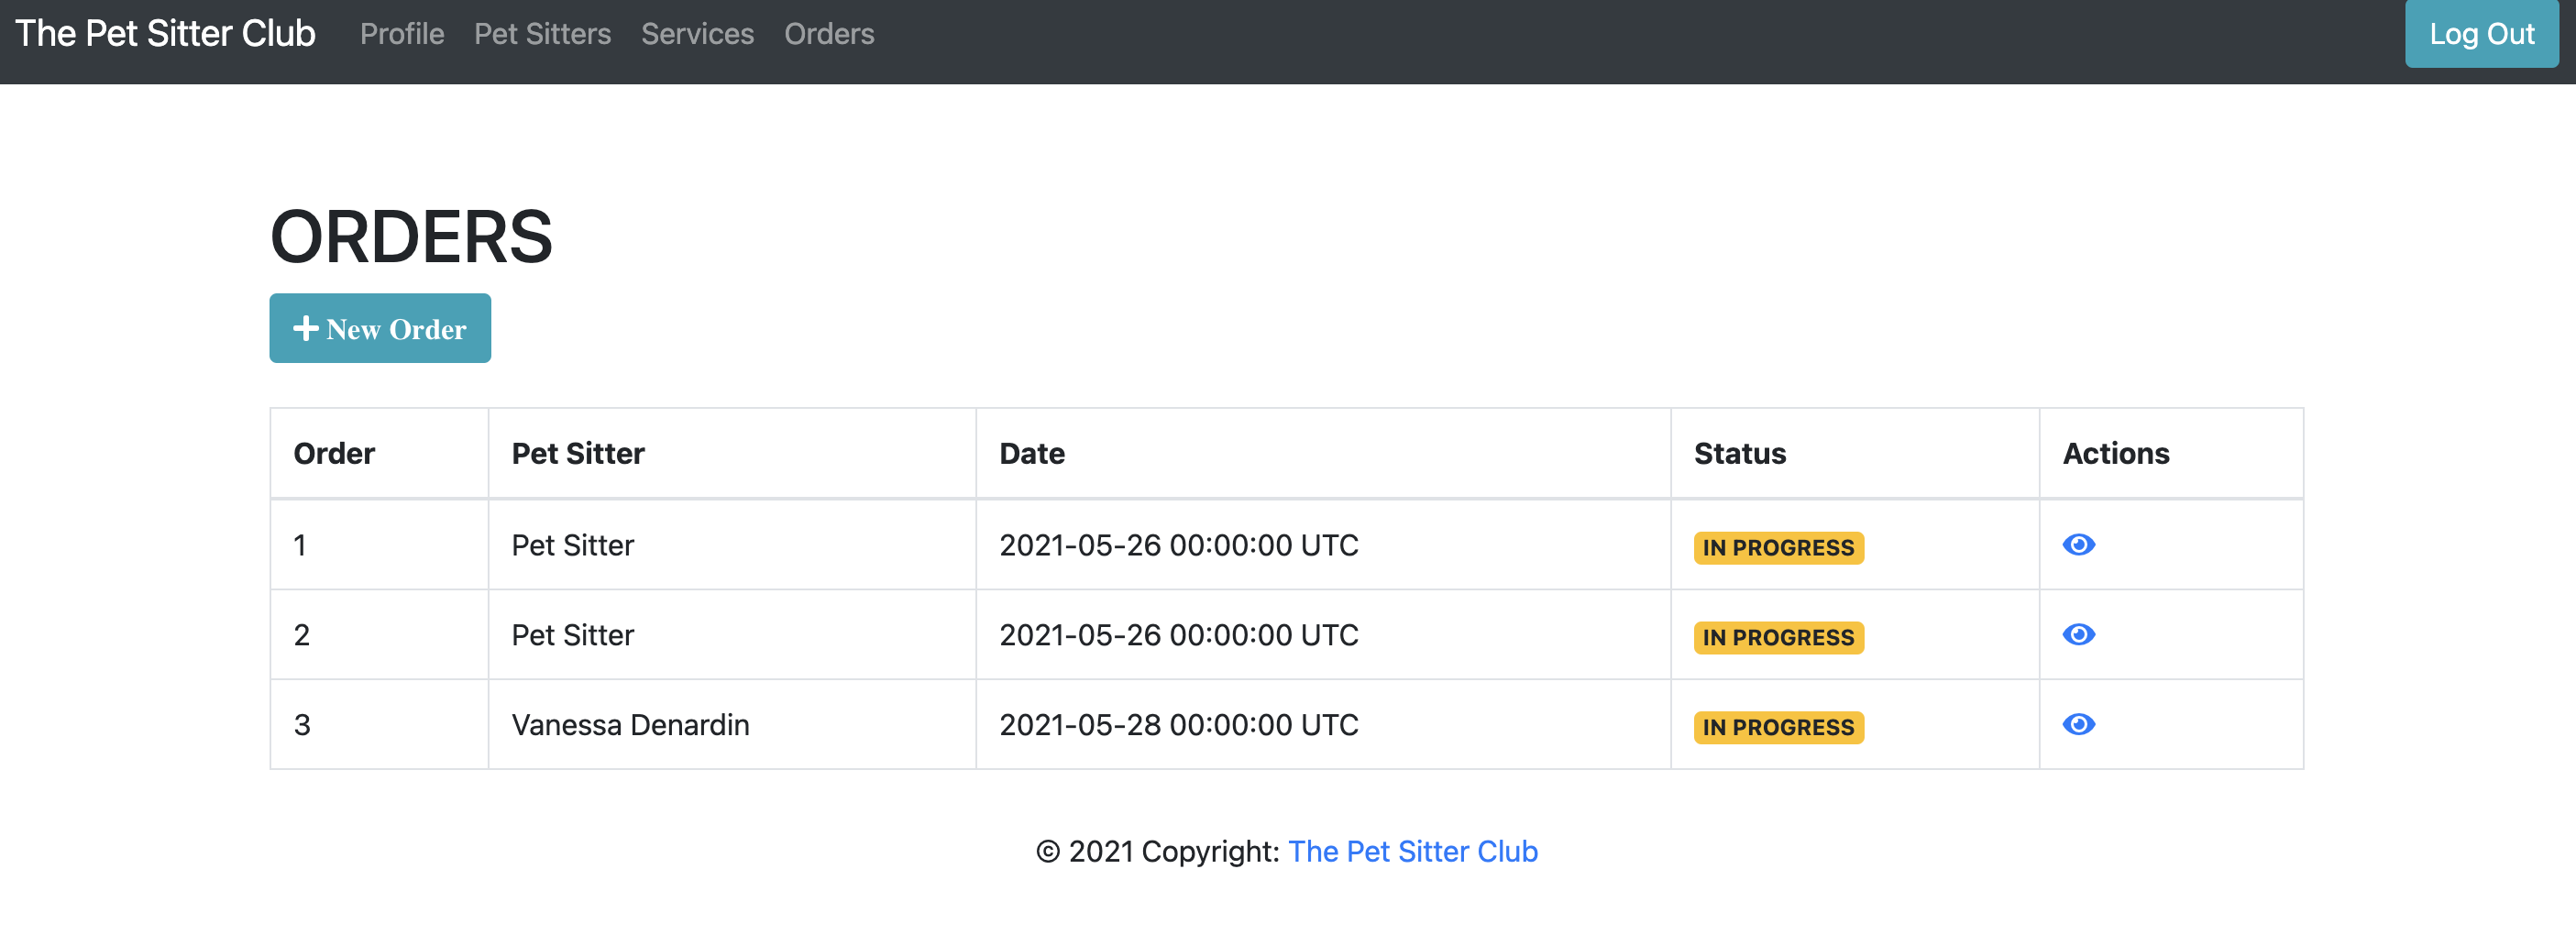 The Pet Sitter Club Profile Pet Sitters Services Orders Log Out
ORDERS
New Order
Order Pet Sitter Date Status Actions
1 Pet Sitter 2021-05-26 00:00:00 UTC IN PROGRESS
2 Pet Sitter 2021-05-26 00:00:00 UTC IN PROGRESS
3 Vanessa Denardin 2021-05-28 00:00:00 UTC IN PROGRESS
© 2021 Copyright: The Pet Sitter Club